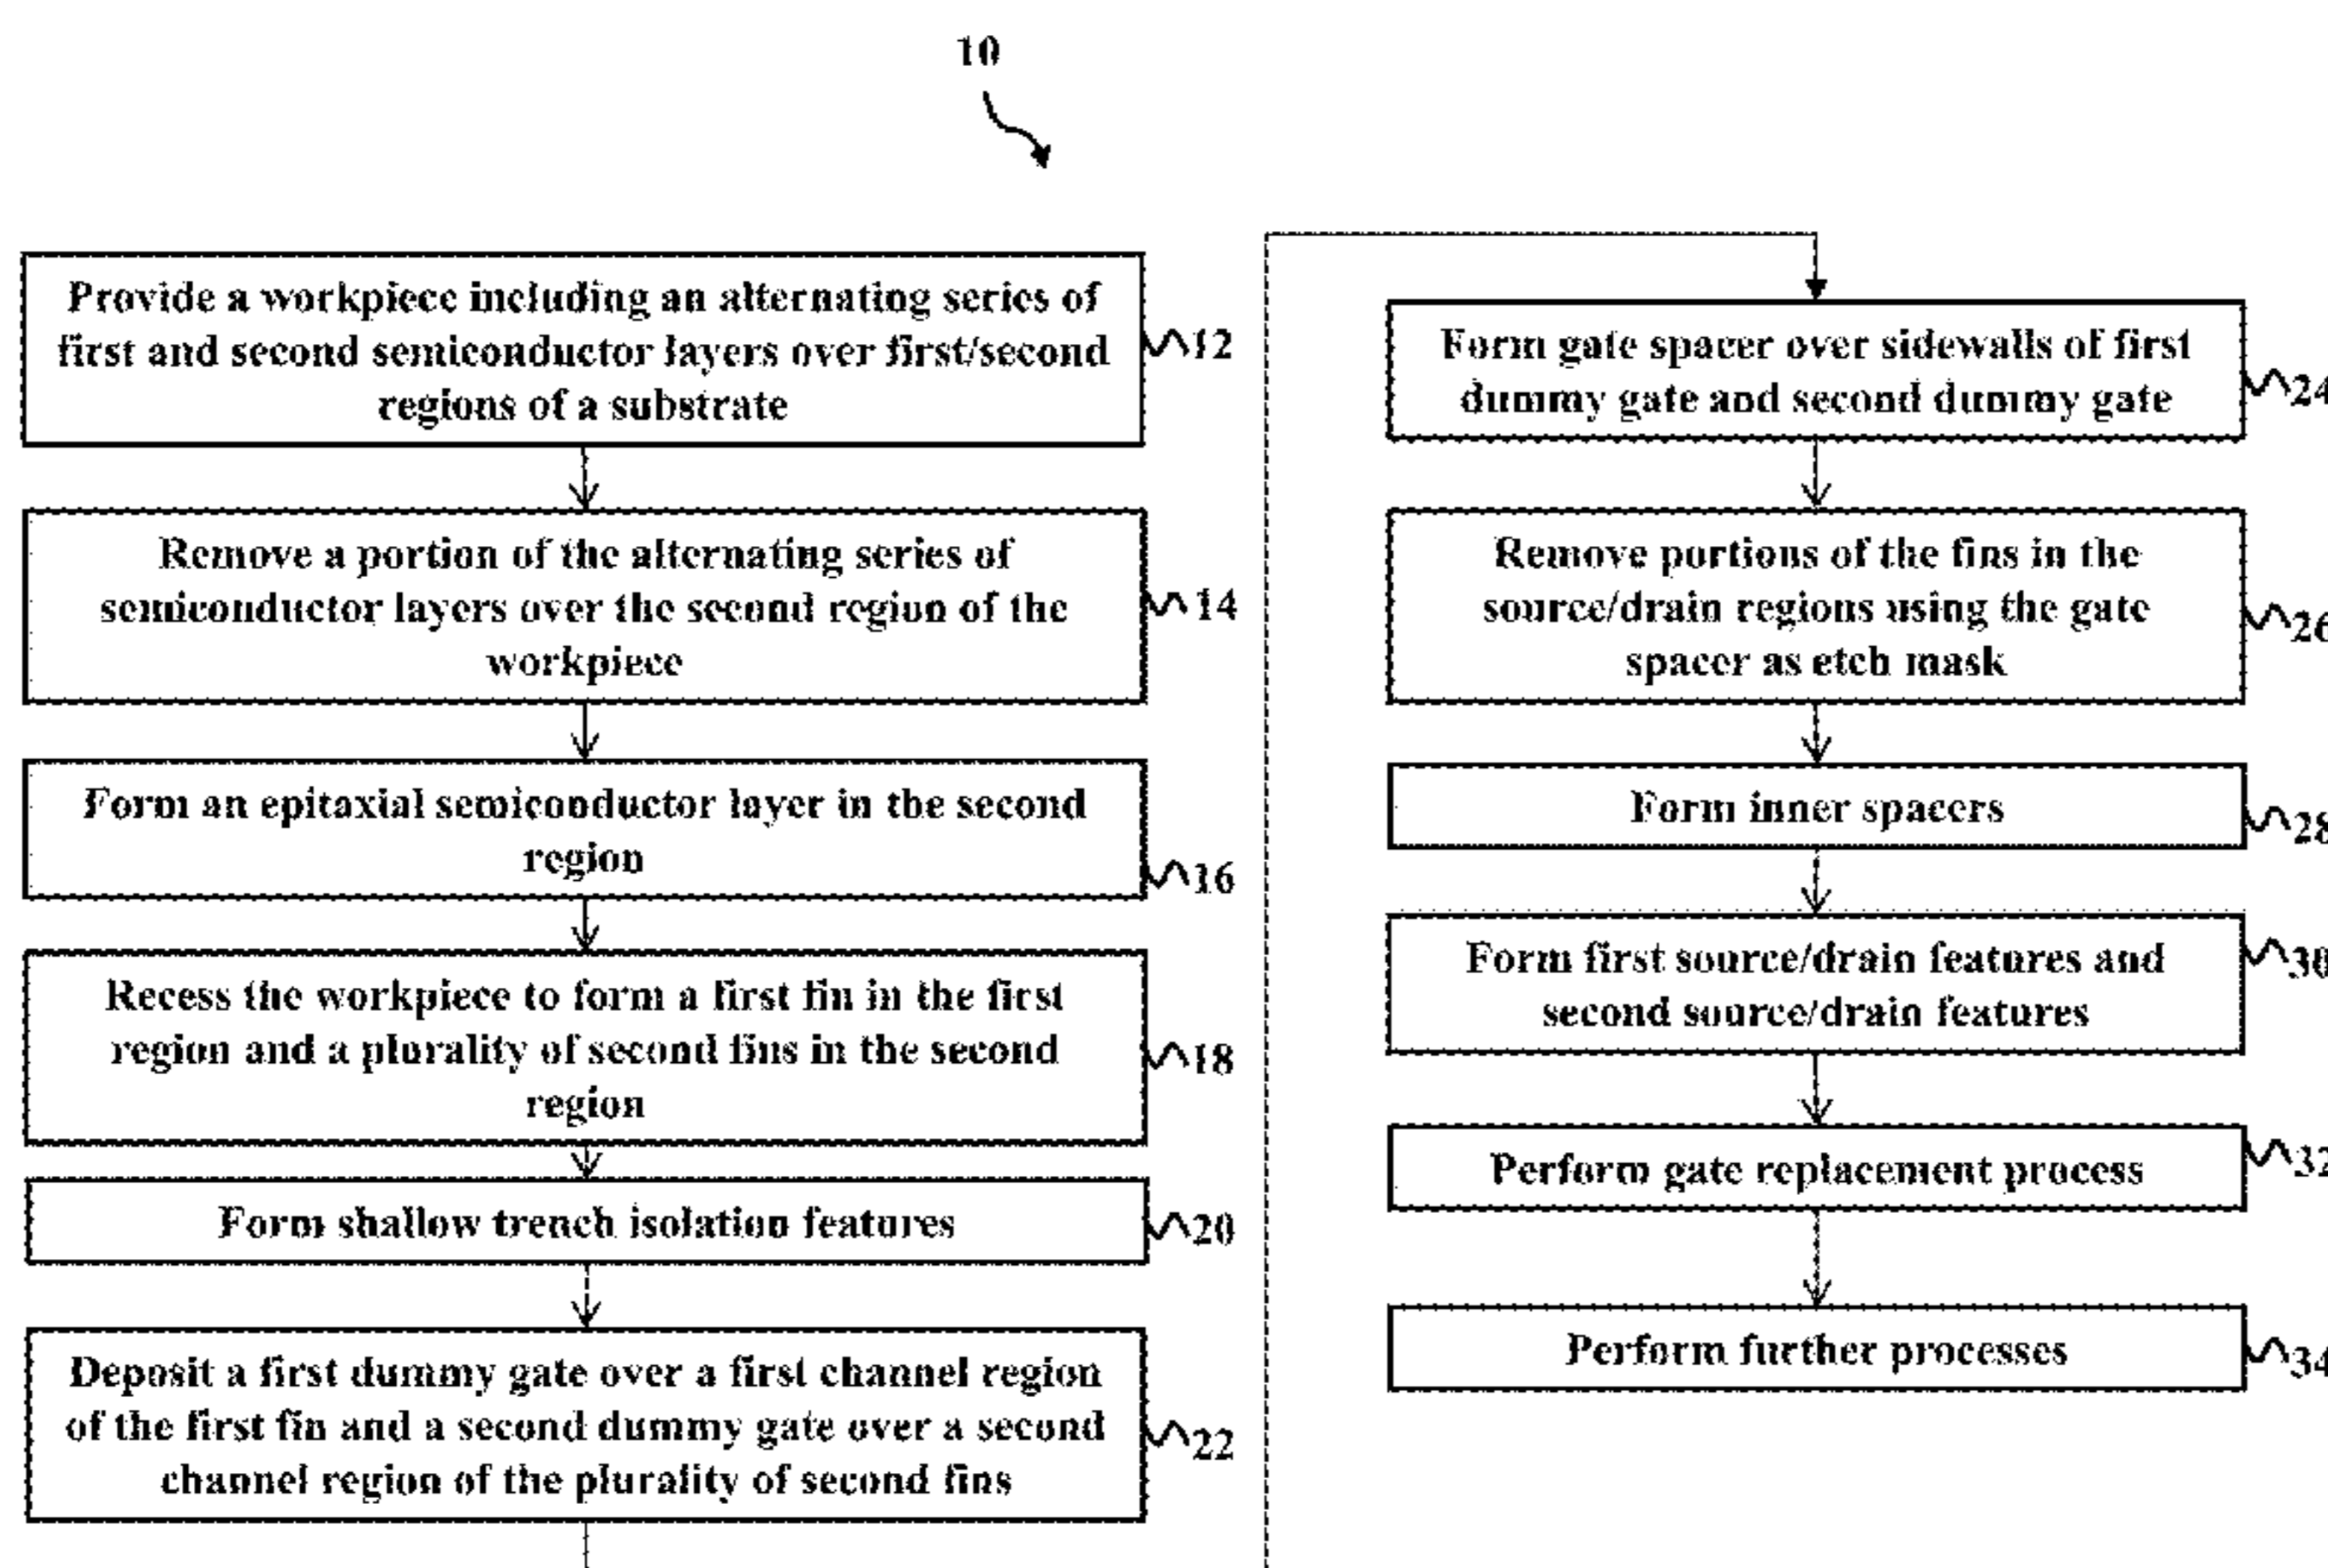 10
Provide a workpiece including an alternating series of
first and second semiconductor layers over first/second
regions of a substrate
12
Remove a portion of the alternating series of
semiconductor layers over the second region of the
workpiece
14
Form an epitaxial semiconductor layer in the second
region
16
Recess the workpiece to form a first fin in the first
region and a plurality of second fins in the second
region
18
Form shallow trench isolation features
20
Deposit a first dummy gate over a first channel region
of the first fin and a second dummy gate over a second
channel region of the plurality of second fins
22
Form gate spacer over sidewalls of first
dummy gate and second dummy gate
24
Remove portions of the fins in the
source/drain regions using the gate
spacer as etch mask
26
Form inner spacers
28
Form first source/drain features and
second source/drain features
30
Perform gate replacement process
32
Perform further processes
34